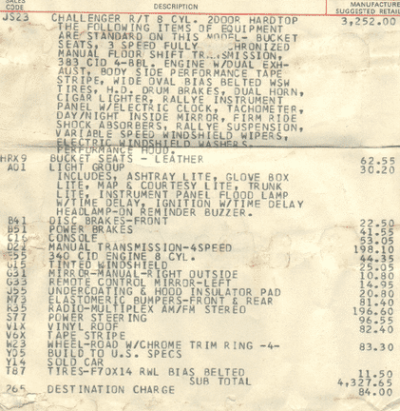 SALES
CODE DESCRIPTION MANUFACTURE
SUGGESTED RETAI
JS23 CHALLENGER R/T 8 CYL. 2DOOR HARDTOP 3,252.00
THE FOLLOWING ITEMS OF EQUIPMENT
ARE STANDARD ON THIS MODEL- BUCKET
SEATS, 3 SPEED FULLY CHRONIZED
MANUAL FLOOR SHIFT TRANSMISSION,
383 CID 4-BBL. ENGINE W/DUAL EXH-
AUST, BODY SIDE PERFORMANCE TAPE
STRIPE, WIDE OVAL BIAS BELTED WSW
TIRES, H.D. DRUM BRAKES, DUAL HORN,
CIGAR LIGHTER, RALLYE INSTRUMENT
PANEL W/ELECTRIC CLOCK, TACHOMETER,
DAY/NIGHT INSIDE MIRROR, FIRM RIDE
SHOCK ABSORBERS, RALLYE SUSPENSION,
VARIABLE SPEED WINDSHIELD WIPERS,
ELECTRIC WINDSHIELD WASHERS,
PERFORMANCE HOOD.
HRK9 BUCKET SEATS - LEATHER 62.55
A01 LIGHT GROUP 30.20
INCLUDES, ASHTRAY LITE, GLOVE BOX
LITE, MAP & COURTESY LITE, TRUNK
LITE, INSTRUMENT PANEL FLOOD LAMP
W/TIME DELAY, IGNITION W/TIME DELAY
HEADLAMP-ON REMINDER BUZZER.
B41 DISC BRAKES-FRONT 22.50
B51 POWER BRAKES 41.55
C16 CONSOLE 53.05
D21 MANUAL TRANSMISSION-4SPEED 198.10
E55 340 CID ENGINE 8 CYL. 44.35
G15 TINTED WINDSHIELD 25.05
G31 MIRROR-MANUAL-RIGHT OUTSIDE 10.80
G33 REMOTE CONTROL MIRROR-LEFT 14.95
J55 UNDERCOATING & HOOD INSULATOR PAD 20.80
M73 ELASTOMERIC BUMPERS-FRONT & REAR 81.40
R35 RADIO-MULTIPLEX AM/FM STEREO 196.60
S77 POWER STEERING 96.55
V1X VINYL ROOF 82.40
V6X TAPE STRIPE
W23 WHEEL-ROAD W/CHROME TRIM RING -4- 83.30
Y05 BUILD TO U.S. SPECS
Y14 SOLD CAR
T87 TIRES-F70X14 RWL BIAS BELTED 11.50
SUB TOTAL 4,327.65
265 DESTINATION CHARGE 84.00